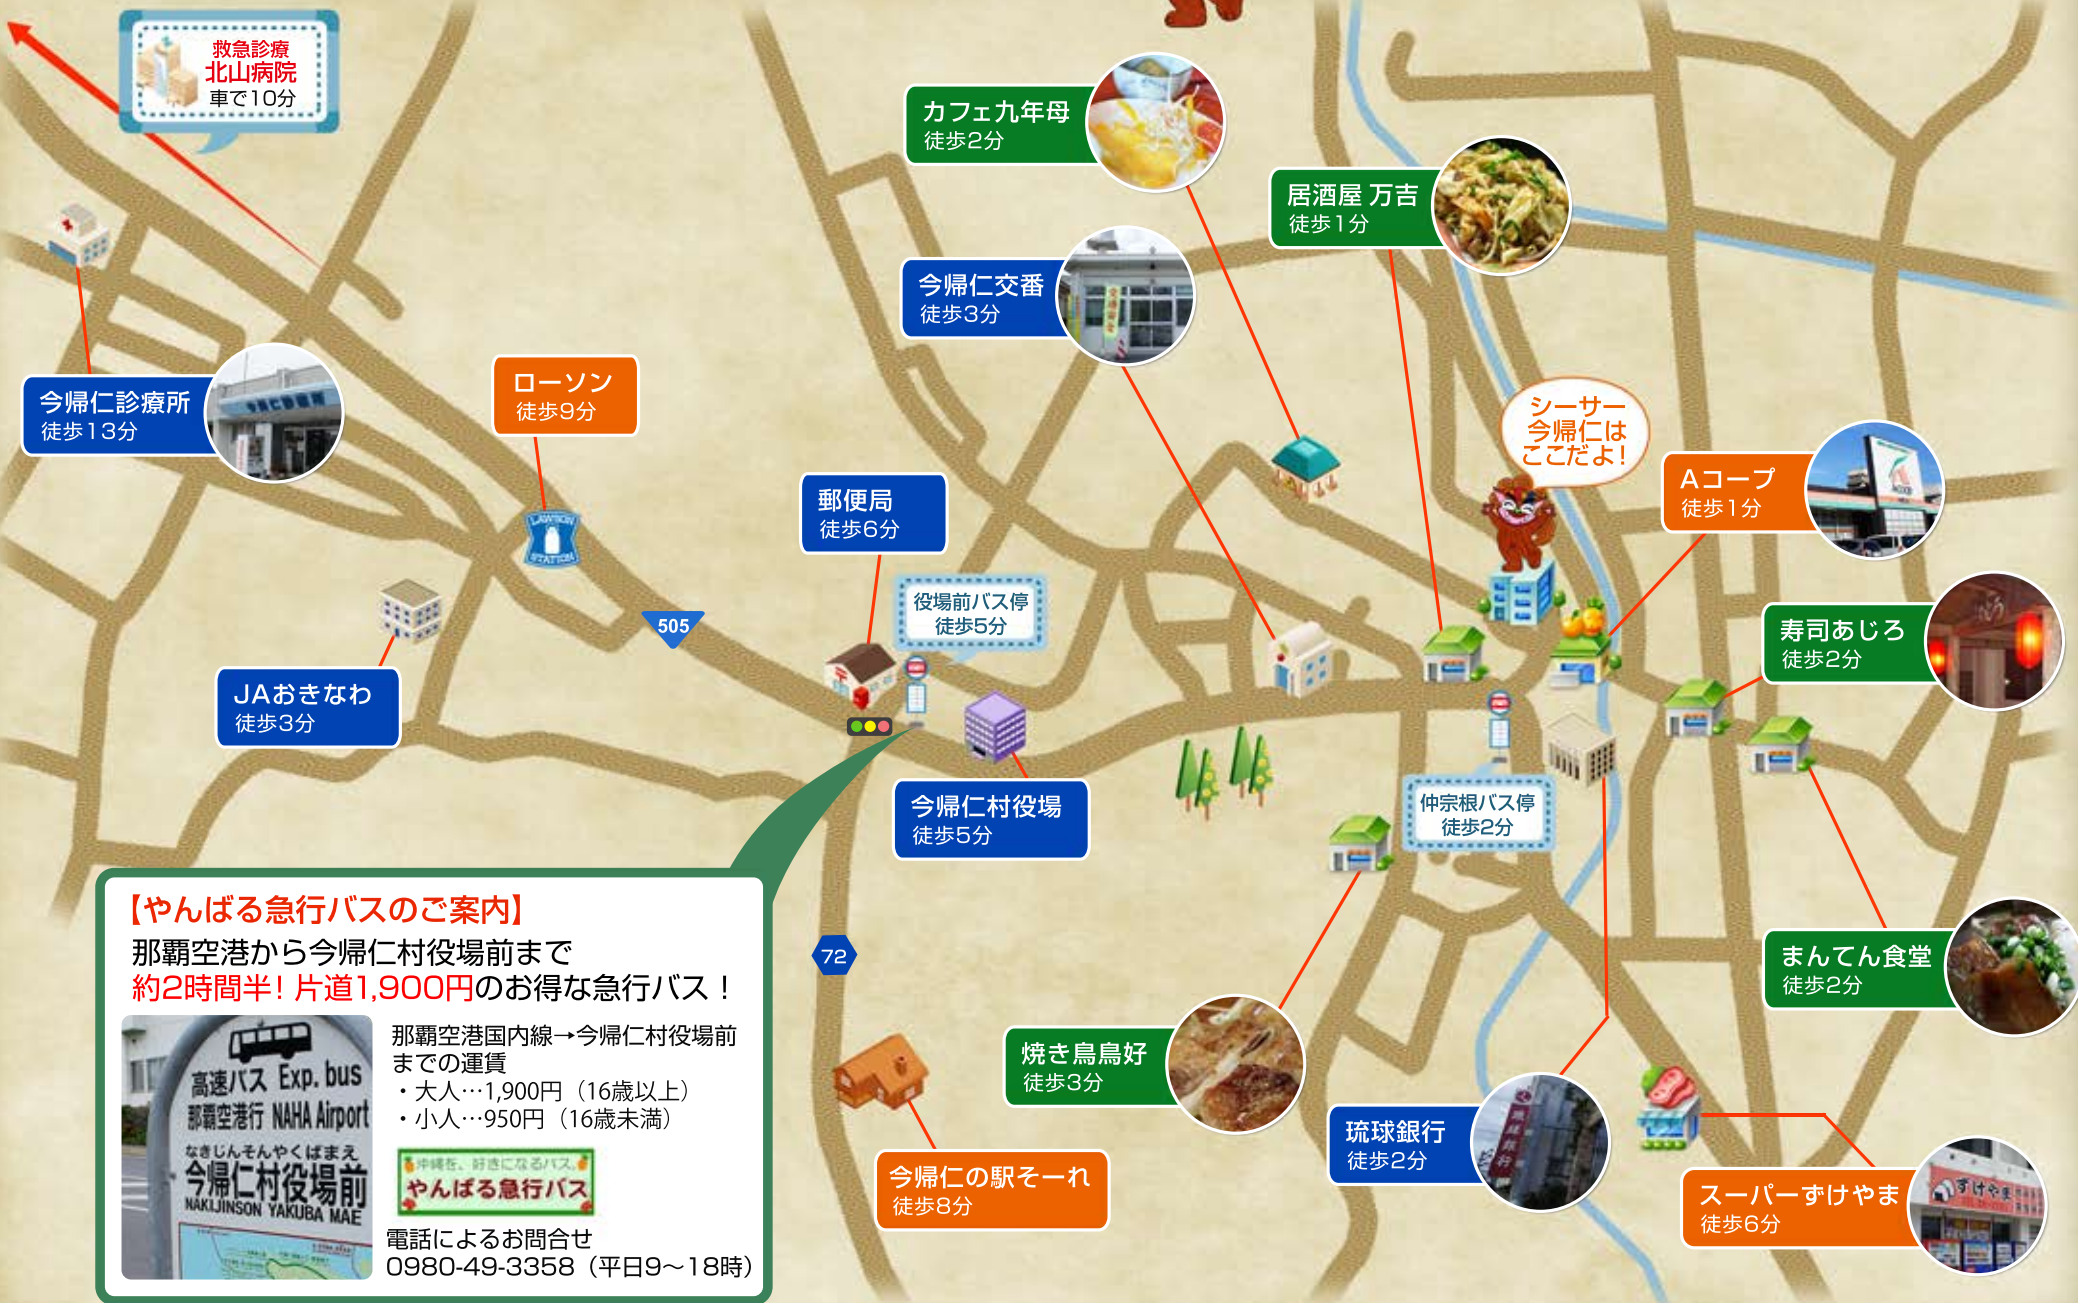 救急診療
北山病院
車で10分
カフェ九年母
徒歩2分
居酒屋 万吉
徒歩1分
今帰仁交番
徒歩3分
今帰仁診療所
徒歩13分
ローソン
徒歩9分
LAWSON
STATION
シーサー
今帰仁は
ここだよ!
Aコープ
徒歩1分
郵便局
徒歩6分
役場前バス停
徒歩5分
505
寿司あじろ
徒歩2分
JAおきなわ
徒歩3分
今帰仁村役場
徒歩5分
仲宗根バス停
徒歩2分
72
まんてん食堂
徒歩2分
焼き鳥鳥好
徒歩3分
琉球銀行
徒歩2分
今帰仁の駅そーれ
徒歩8分
スーパーずけやま
徒歩6分
ずけやま
【やんばる急行バスのご案内】
那覇空港から今帰仁村役場前まで
約2時間半!片道1,900円のお得な急行バス!
高速バス Exp. bus
那覇空港行 NAHA Airport
なきじんそんやくばまえ
今帰仁村役場前
NAKIJINSON YAKUBA MAE
那覇空港国内線→今帰仁村役場前
までの運賃
・大人…1,900円(16歳以上)
・小人…950円(16歳未満)
沖縄を、好きになるバス。
やんばる急行バス
電話によるお問合せ
0980-49-3358(平日9〜18時)